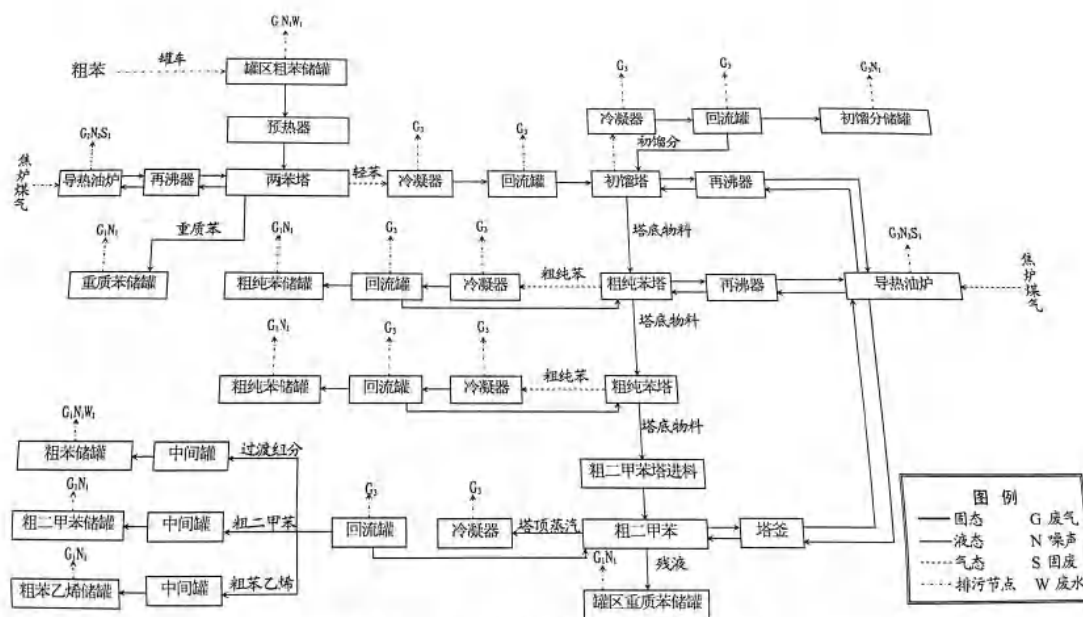 G N₁W₁
粗苯
罐车
罐区粗苯储罐
G₃
G₃
G₃N₁
冷凝器
回流罐
初馏分储罐
预热器
初馏分
G₂N₂S₁
G₃
G₃
焦炉煤气
导热油炉
再沸器
两苯塔
轻苯
冷凝器
回流罐
初馏塔
再沸器
重质苯
塔底物料
G₁N₁
G₁N₁
G₃
G₃
G₃N₂S₁
重质苯储罐
粗纯苯储罐
回流罐
冷凝器
粗纯苯
粗纯苯塔
再沸器
导热油炉
焦炉煤气
塔底物料
G₃N₁
G₃
G₃
粗纯苯储罐
回流罐
冷凝器
粗纯苯
粗纯苯塔
塔底物料
G₁N₁W₁
粗苯储罐
中间罐
过渡红分
粗二甲苯塔进料
G₃N₁
G₃
G₃
粗二甲苯储罐
中间罐
粗二甲苯
回流罐
冷凝器
塔顶蒸汽
粗二甲苯
塔釜
G₁N₁
G₁N₁
残液
粗苯乙烯储罐
中间罐
粗苯乙烯
罐区重质苯储罐
图 例
固态 G 废气
液态 N 噪声
气态 S 固废
排污节点 W 废水